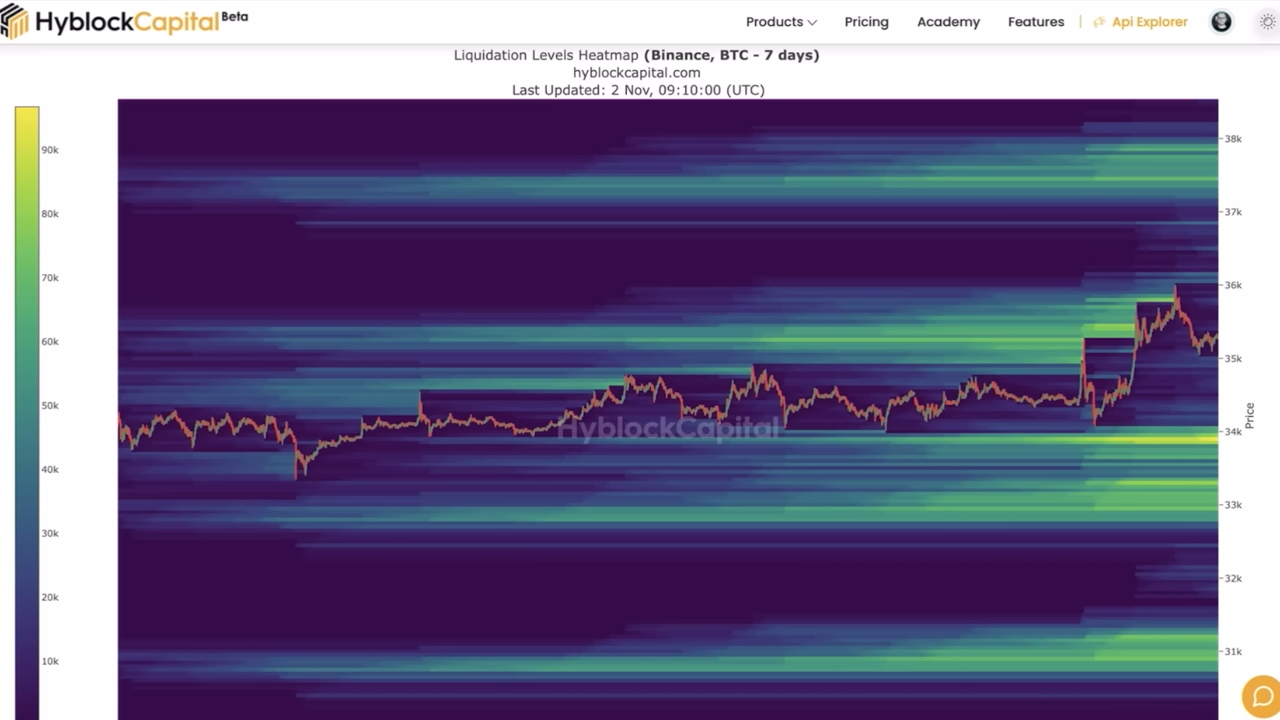 HyblockCapital Beta
Products Pricing Academy Features Api Explorer
Liquidation Levels Heatmap (Binance, BTC - 7 days)
hyblockcapital.com
Last Updated: 2 Nov, 09:10:00 (UTC)
90k
80k
70k
60k
50k
40k
30k
20k
10k
HyblockCapital
38k
37k
36k
35k
34k
33k
32k
31k
Price